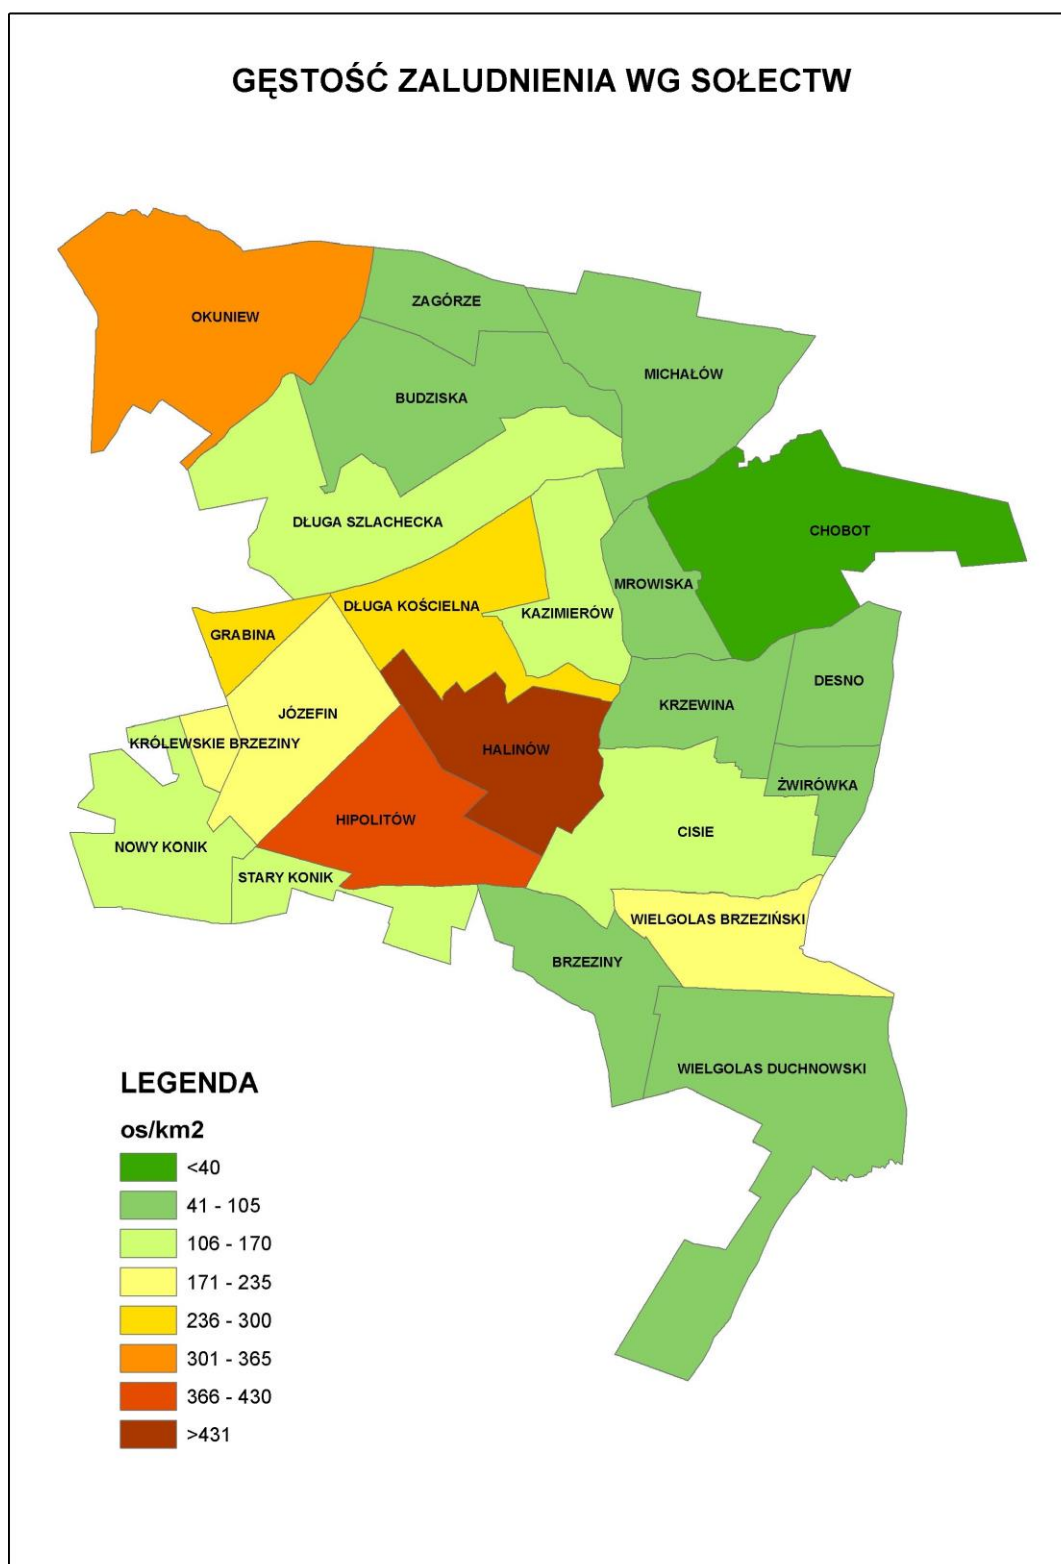 GĘSTOŚĆ ZALUDNIENIA WG SOŁECTW
ZAGÓRZE
OKUNIEW
MICHAŁÓW
BUDZISKA
DŁUGA SZLACHECKA
CHOBOT
MROWISKA
DŁUGA KOŚCIELNA
KAZIMIERÓW
GRABINA
DESNO
KRZEWINA
JÓZEFIN
KRÓLEWSKIE BRZEZINY
HALINÓW
ŻWIRÓWKA
HIPOLITÓW
CISIE
NOWY KONIK
STARY KONIK
WIELGOLAS BRZEZIŃSKI
BRZEZINY
WIELGOLAS DUCHNOWSKI
LEGENDA
os/km2
<40
41 - 105
106 - 170
171 - 235
236 - 300
301 - 365
366 - 430
>431